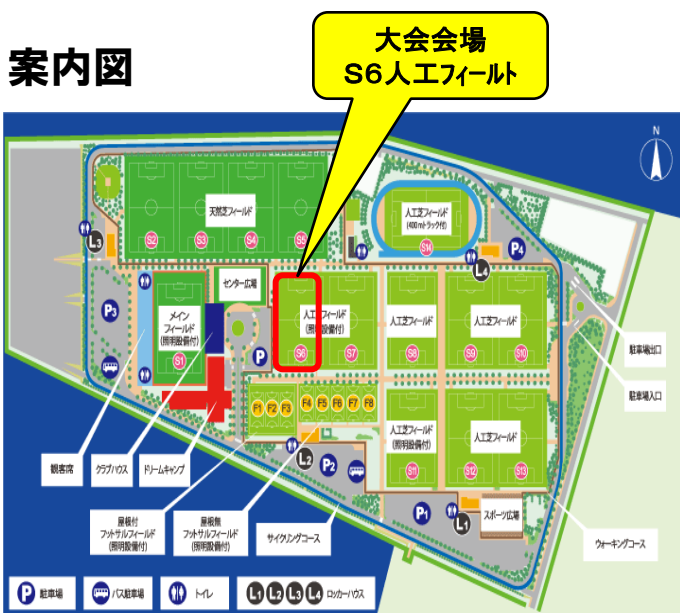 案内図
大会会場
S6人工フィールト
N
天然芝フィールド
S2
S3
S4
S5
人工芝フィールド
(400mトラック付)
S14
L3
L
L4
P4
センター広場
P3
メイン
フィールド
(照明設備付)
S1
人工芝フィールド
(照明設備付)
S6
S7
人工芝フィールド
S8
人工芝フィールド
S9
S10
P
駐車場出口
駐車場入口
F1
F2
F3
F4
F5
F6
F7
F8
人工芝フィールド
(照明設備付)
S11
人工芝フィールド
S12
S13
観客席
クラブハウス
ドリームキャンプ
L2
P2
P1
L1
スポーツ広場
屋根付
フットサルフィールド
(照明設備付)
屋根無
フットサルフィールド
(照明設備付)
サイクリングコース
ウォーキングコース
P 駐車場
バス駐車場
トイレ
L1 L2 L3 L4 ロッカーハウス